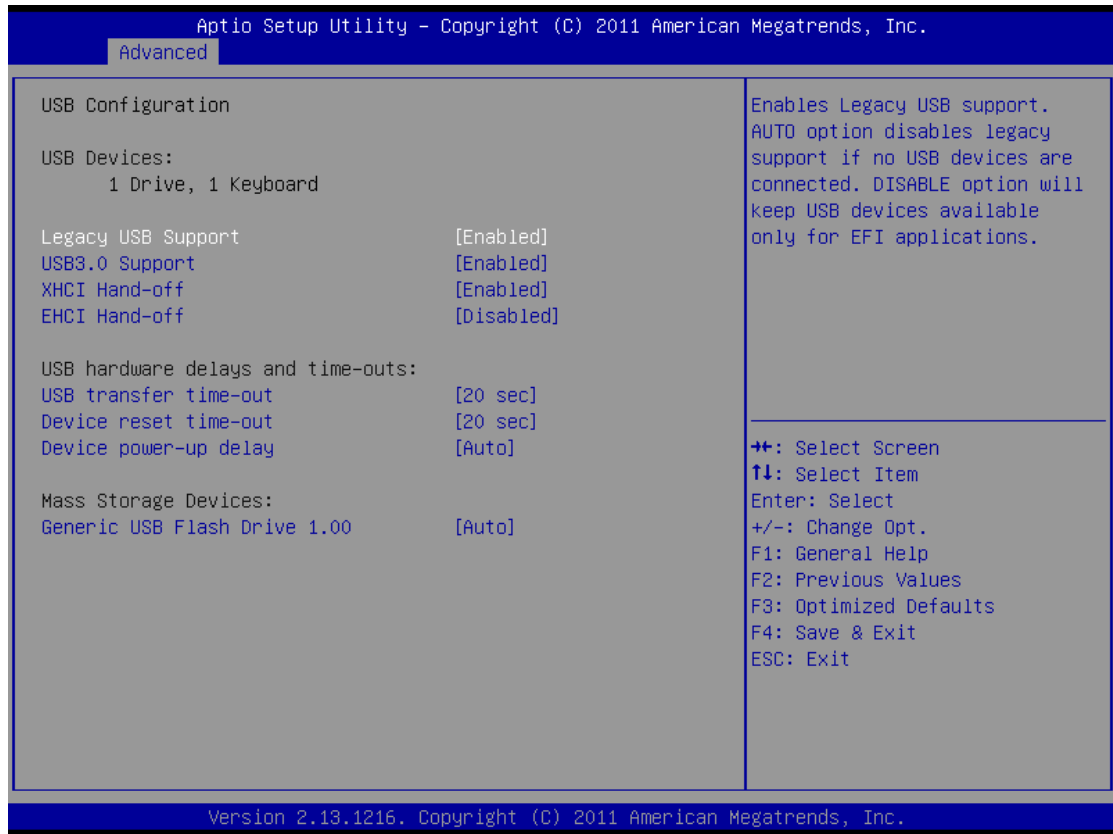 Aptio Setup Utility – Copyright (C) 2011 American Megatrends, Inc.
Advanced
USB Configuration
USB Devices:
1 Drive, 1 Keyboard
Legacy USB Support [Enabled]
USB3.0 Support [Enabled]
XHCI Hand-off [Enabled]
EHCI Hand-off [Disabled]
USB hardware delays and time-outs:
USB transfer time-out [20 sec]
Device reset time-out [20 sec]
Device power-up delay [Auto]
Mass Storage Devices:
Generic USB Flash Drive 1.00 [Auto]
Enables Legacy USB support.
AUTO option disables legacy
support if no USB devices are
connected. DISABLE option will
keep USB devices available
only for EFI applications.
→←: Select Screen
↑↓: Select Item
Enter: Select
+/-: Change Opt.
F1: General Help
F2: Previous Values
F3: Optimized Defaults
F4: Save & Exit
ESC: Exit
Version 2.13.1216. Copyright (C) 2011 American Megatrends, Inc.